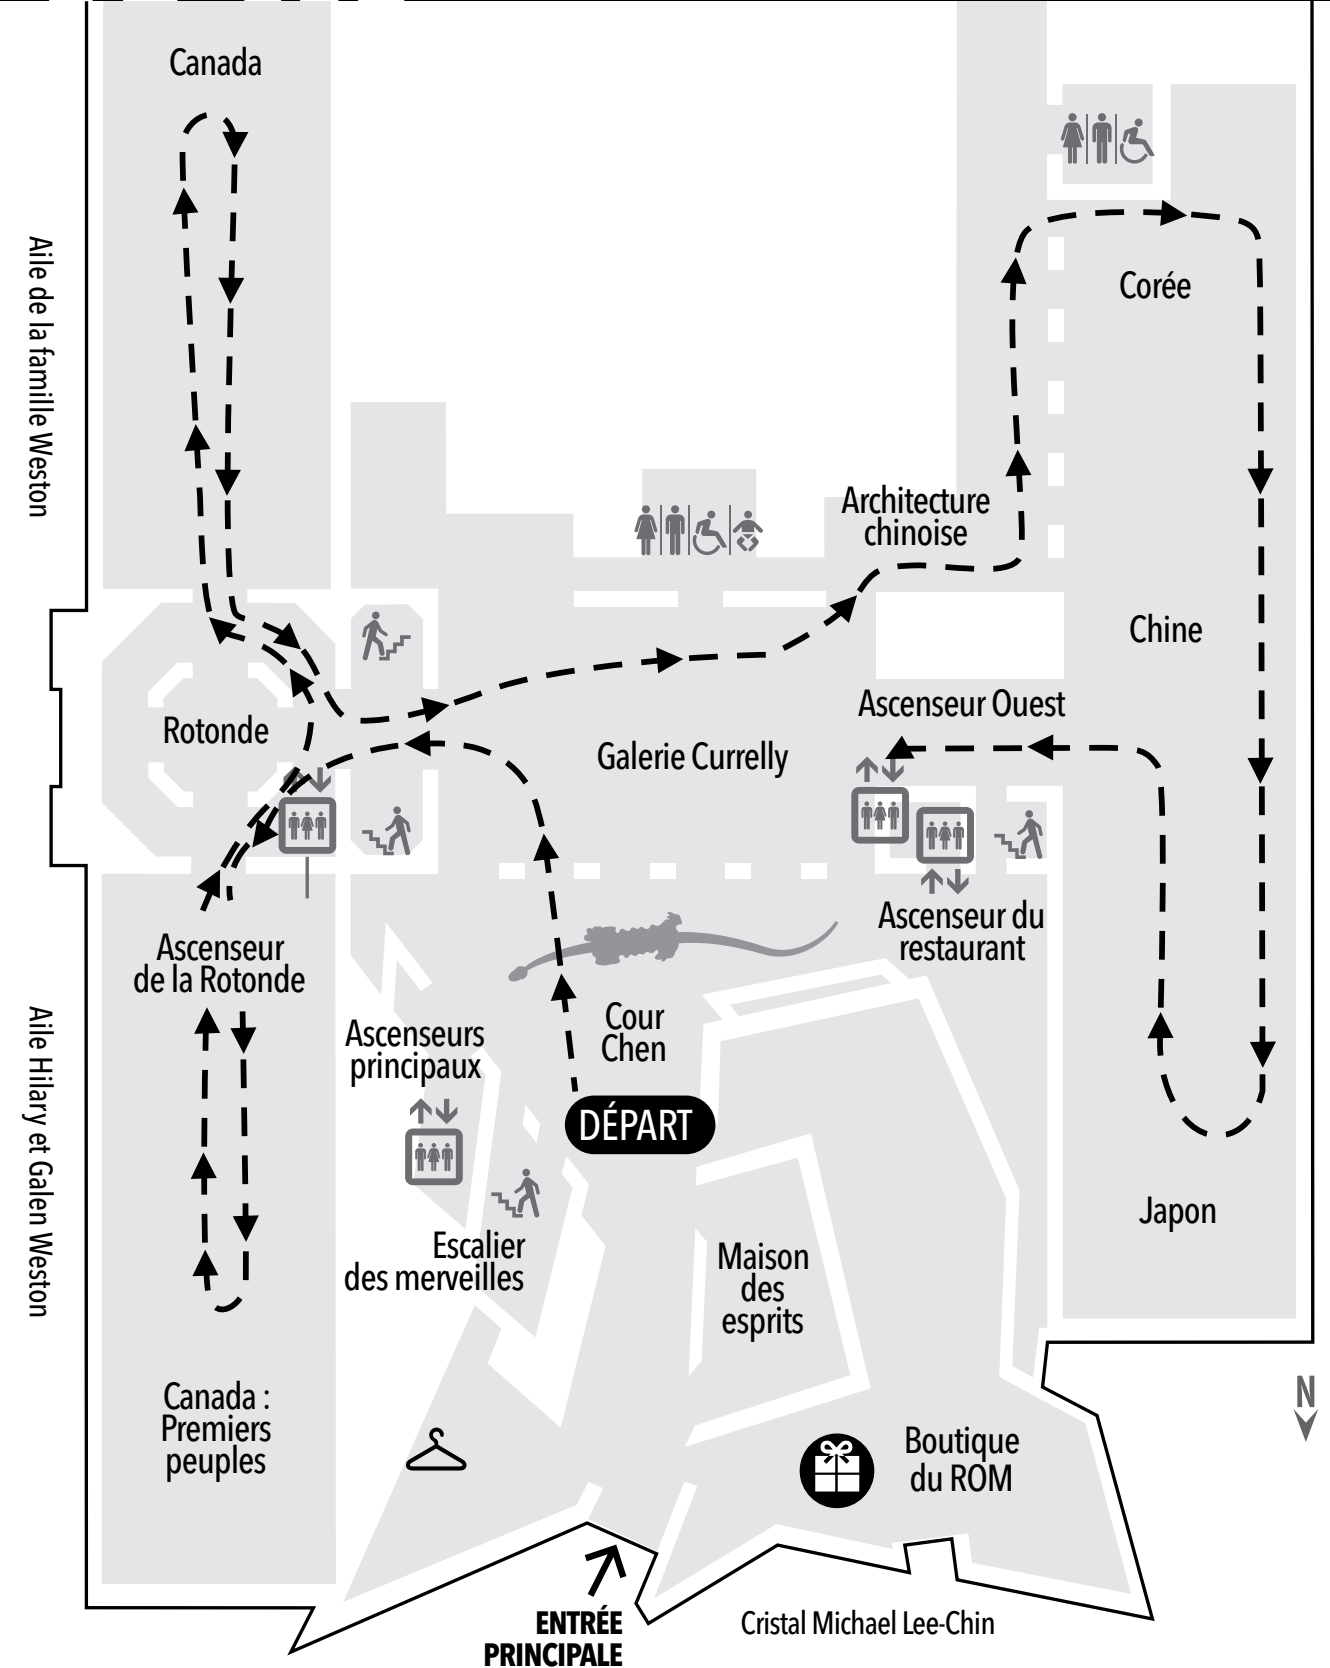 Canada
Aile de la famille Weston
Corée
Architecture
chinoise
Chine
Ascenseur Ouest
Rotonde
Galerie Currelly
Ascenseur du
restaurant
Ascenseur
de la Rotonde
Cour
Chen
Ascenseurs
principaux
DÉPART
Aile Hilary et Galen Weston
Japon
Escalier
des merveilles
Maison
des
esprits
Canada :
Premiers
peuples
N
Boutique
du ROM
ENTRÉE
PRINCIPALE
Cristal Michael Lee-Chin